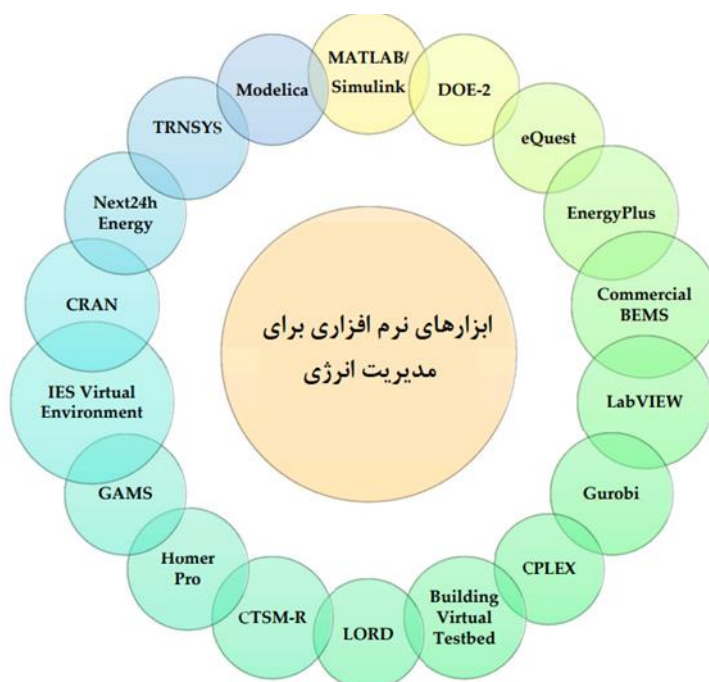 MATLAB/
Simulink
DOE-2
eQuest
EnergyPlus
Commercial
BEMS
LabVIEW
Gurobi
CPLEX
Building
Virtual
Testbed
LORD
CTSM-R
Homer
Pro
GAMS
IES Virtual
Environment
CRAN
Next24h
Energy
TRNSYS
Modelica
ابزارهای نرم افزاری برای
مدیریت انرژی